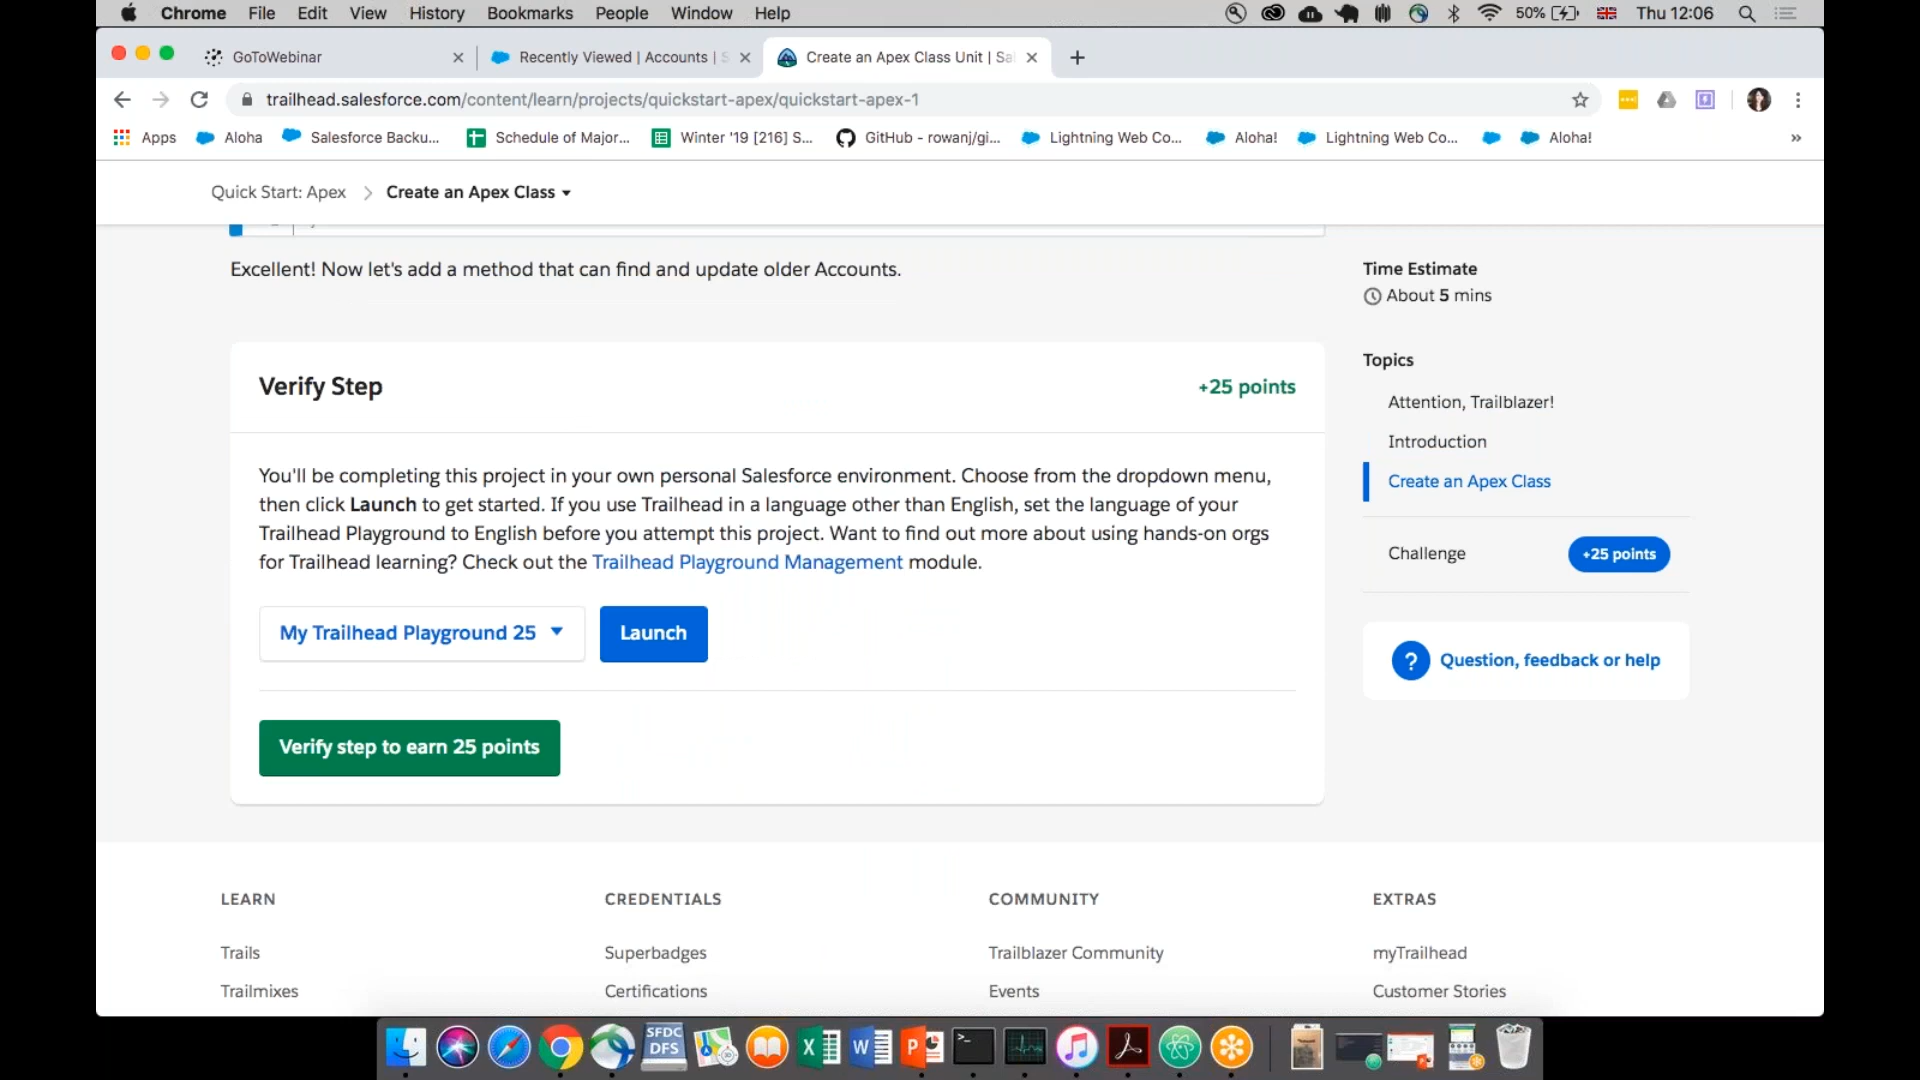 Chrome File Edit View History Bookmarks People Window Help 50% Thu 12:06
GoToWebinar Recently Viewed | Accounts | S Create an Apex Class Unit | Sal
trailhead.salesforce.com/content/learn/projects/quickstart-apex/quickstart-apex-1
Apps Aloha Salesforce Backu... Schedule of Major... Winter '19 [216] S... GitHub - rowanj/gi... Lightning Web Co... Aloha! Lightning Web Co... Aloha! »
Quick Start: Apex Create an Apex Class
Excellent! Now let's add a method that can find and update older Accounts.
Verify Step +25 points
You'll be completing this project in your own personal Salesforce environment. Choose from the dropdown menu,
then click Launch to get started. If you use Trailhead in a language other than English, set the language of your
Trailhead Playground to English before you attempt this project. Want to find out more about using hands-on orgs
for Trailhead learning? Check out the Trailhead Playground Management module.
My Trailhead Playground 25 Launch
Verify step to earn 25 points
Time Estimate
About 5 mins
Topics
Attention, Trailblazer!
Introduction
Create an Apex Class
Challenge +25 points
? Question, feedback or help
LEARN CREDENTIALS COMMUNITY EXTRAS
Trails Superbadges Trailblazer Community myTrailhead
Trailmixes Certifications Events Customer Stories
SFDC
DFS
X W P